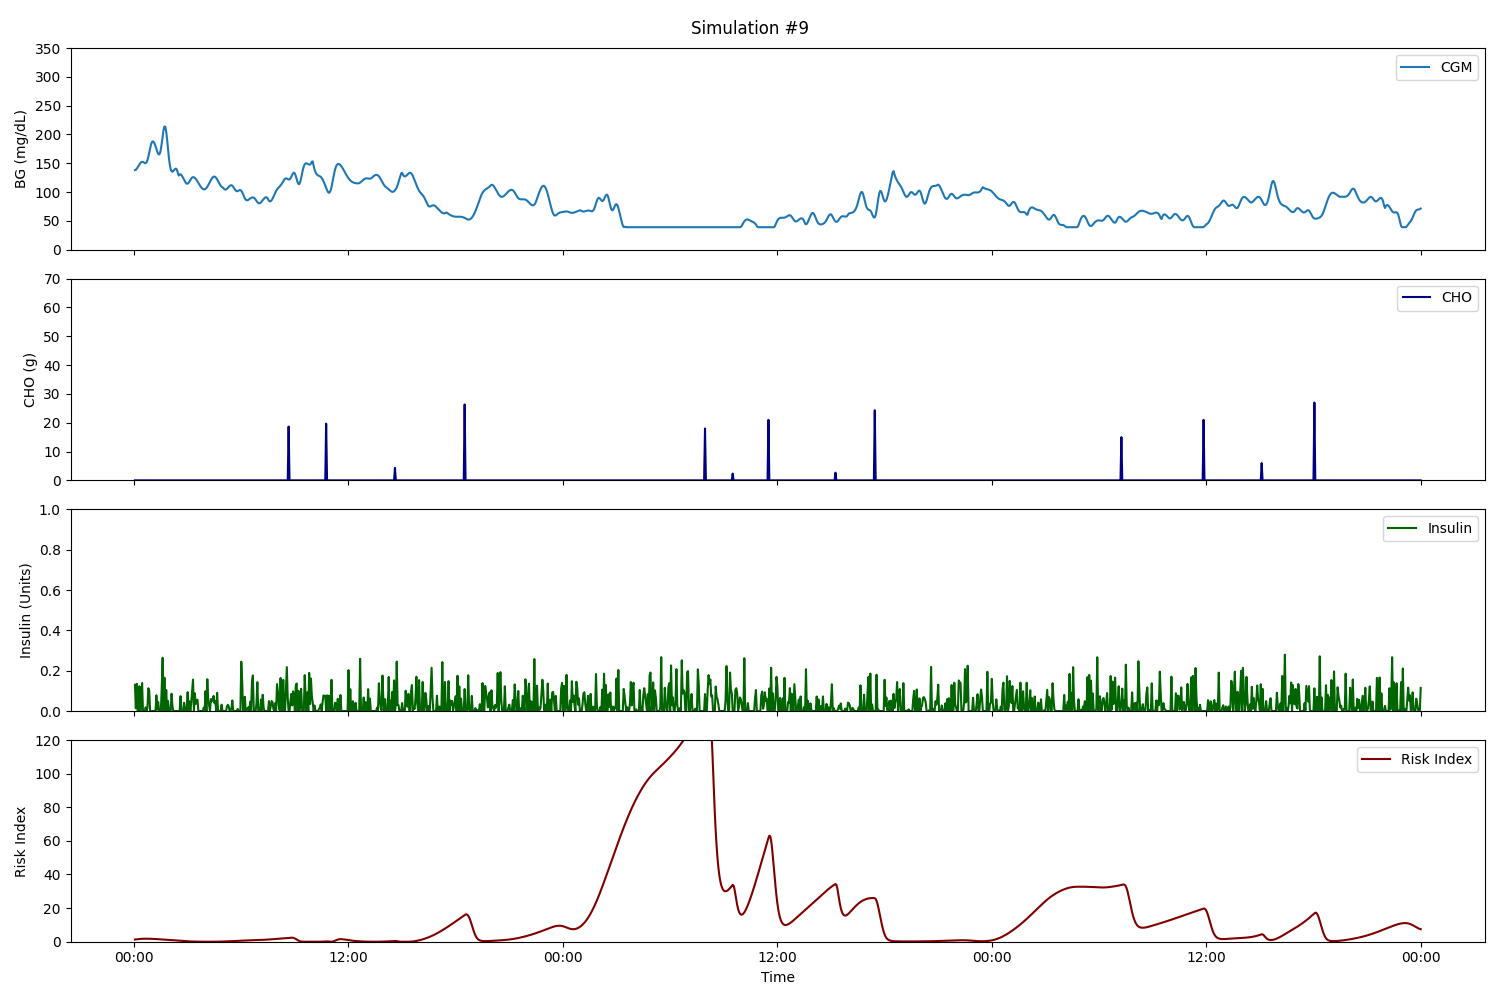 Simulation #9
350
300
250
200
150
100
50
0
BG (mg/dL)
CGM
70
60
50
40
30
20
10
0
CHO (g)
CHO
1.0
0.8
0.6
0.4
0.2
0.0
Insulin (Units)
Insulin
120
100
80
60
40
20
0
Risk Index
Risk Index
00:00 12:00 00:00 12:00 00:00 12:00 00:00
Time